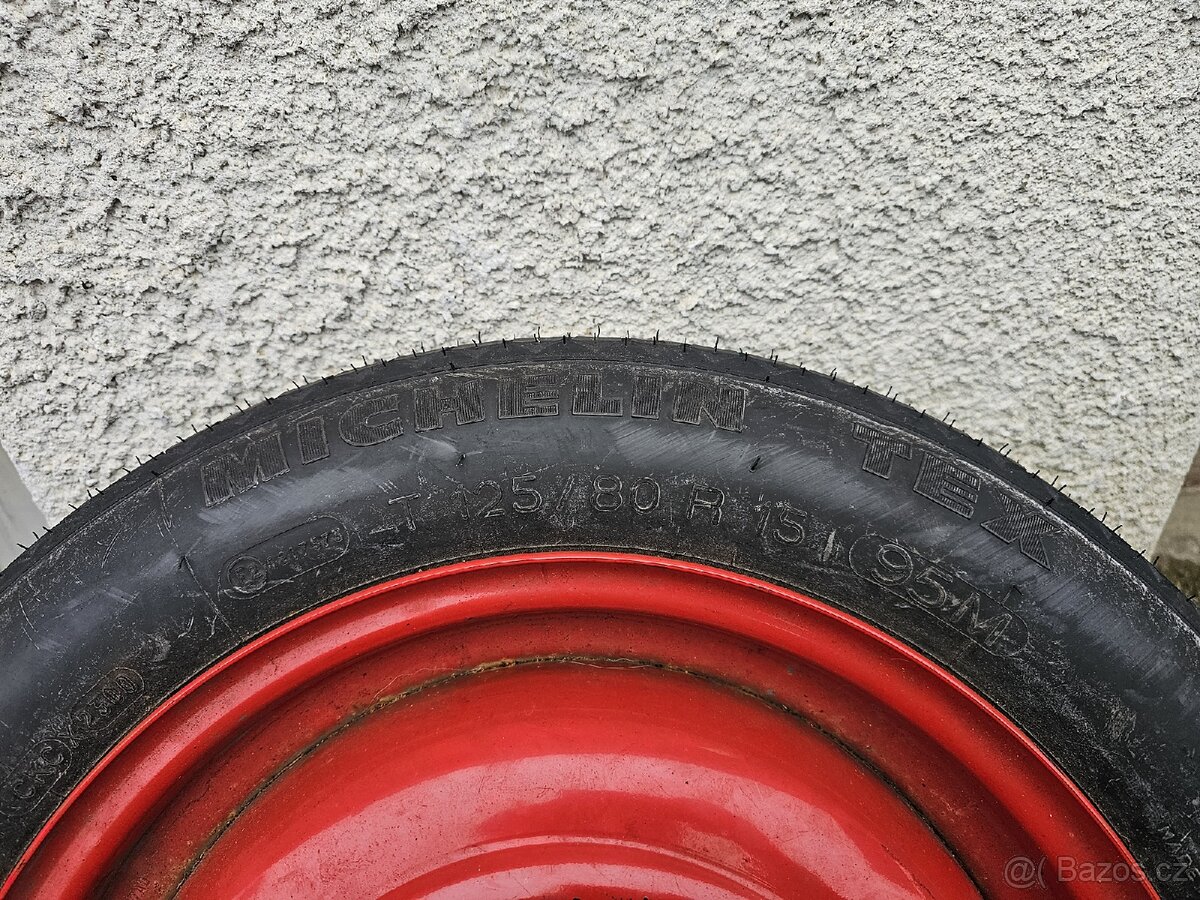 MICHELIN TEX
T 125/80 R 15 95M
@ Bazos.cz